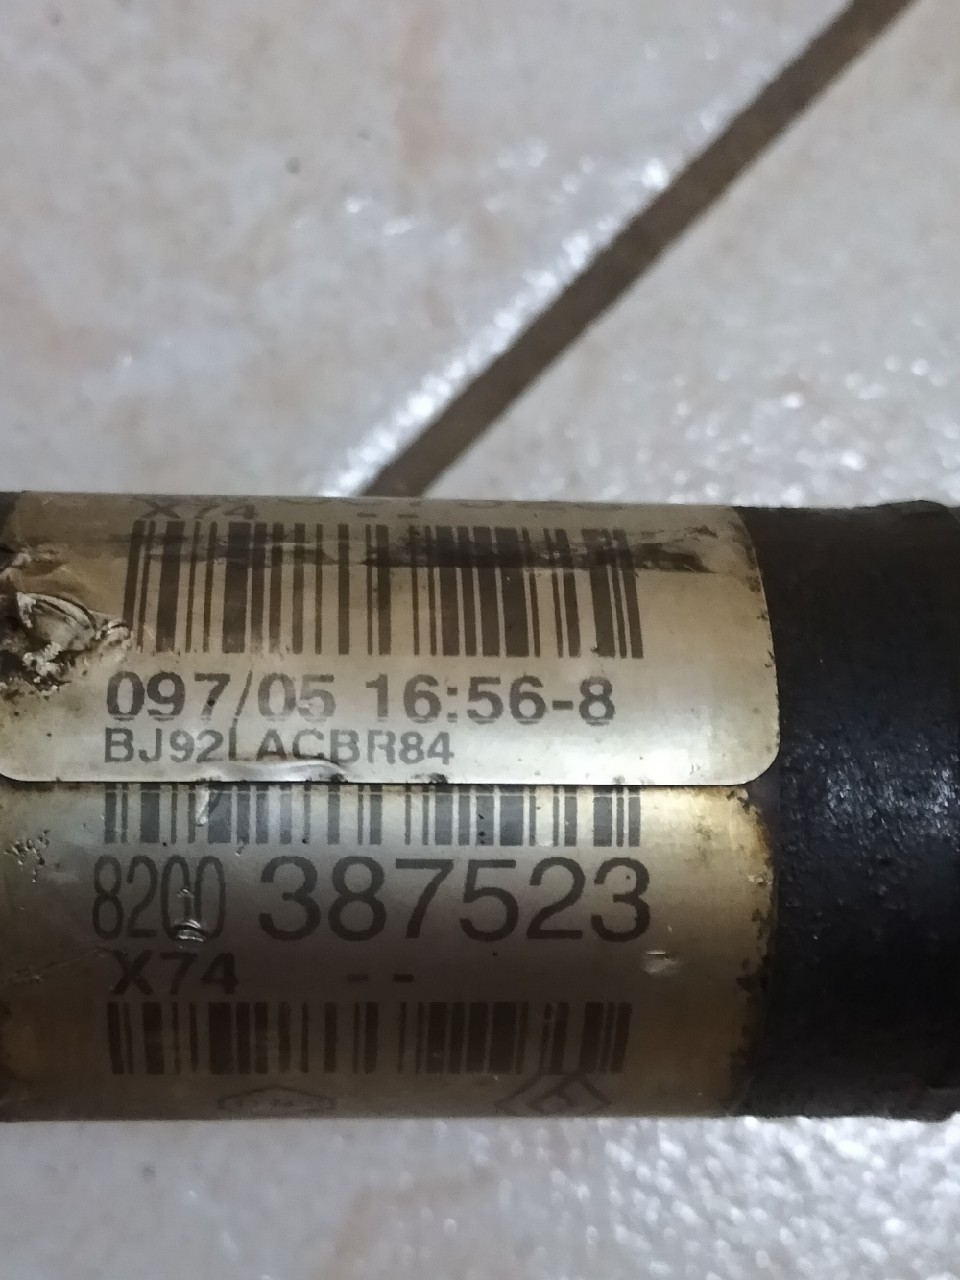 X74 - -
097/05 16:56-8
BJ92LACBR84
8200 387523
X74 - -